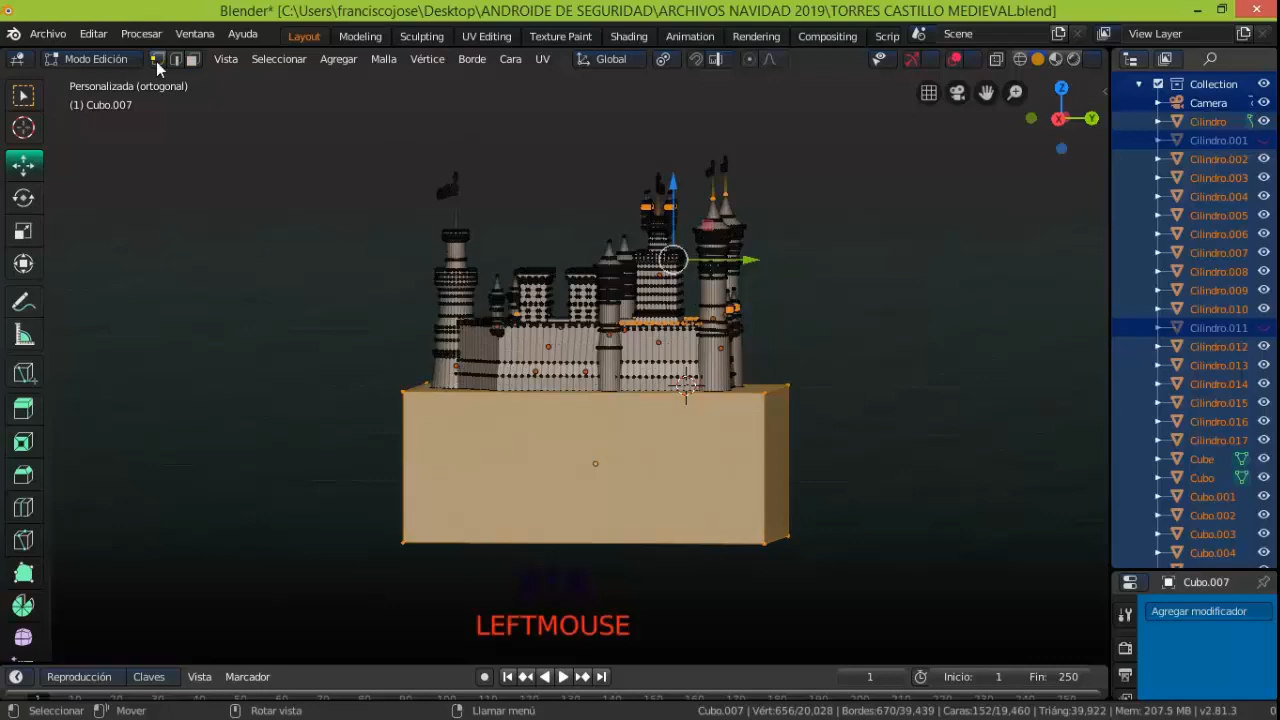 Blender* [C:\Users\franciscojose\Desktop\ANDROIDE DE SEGURIDAD\ARCHIVOS NAVIDAD 2019\TORRES CASTILLO MEDIEVAL.blend]
Archivo Editar Procesar Ventana Ayuda Layout Modeling Sculpting UV Editing Texture Paint Shading Animation Rendering Compositing Scrip Scene View Layer
Modo Edición Vista Seleccionar Agregar Malla Vértice Borde Cara UV Global
Personalizada (ortogonal)
(1) Cubo.007
Z
X
Y
Collection
Camera
Cilindro
Cilindro.001
Cilindro.002
Cilindro.003
Cilindro.004
Cilindro.005
Cilindro.006
Cilindro.007
Cilindro.008
Cilindro.009
Cilindro.010
Cilindro.011
Cilindro.012
Cilindro.013
Cilindro.014
Cilindro.015
Cilindro.016
Cilindro.017
Cube
Cubo
Cubo.001
Cubo.002
Cubo.003
Cubo.004
Cubo.007
Agregar modificador
LEFTMOUSE
Reproducción Claves Vista Marcador 1 Inicio: 1 Fin: 250
Seleccionar Mover Rotar vista Llamar menú Cubo.007 | Vért:656/20,028 | Bordes:670/39,439 | Caras:152/19,460 | Triáng:39,922 | Mem: 207.5 MB | v2.81.3